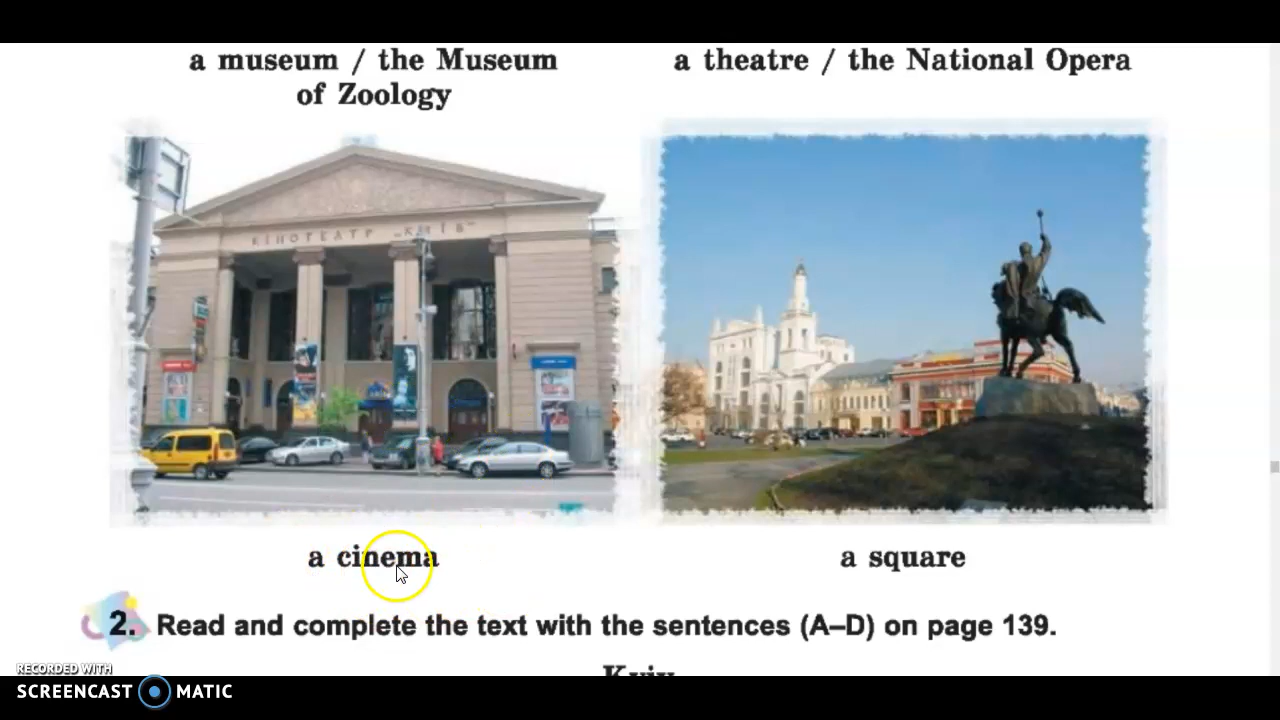 a museum / the Museum
of Zoology
a theatre / the National Opera
КІНОТЕАТР „КИЇВ"
a cinema
a square
2. Read and complete the text with the sentences (A–D) on page 139.
Kyiv
RECORDED WITH
SCREENCAST MATIC